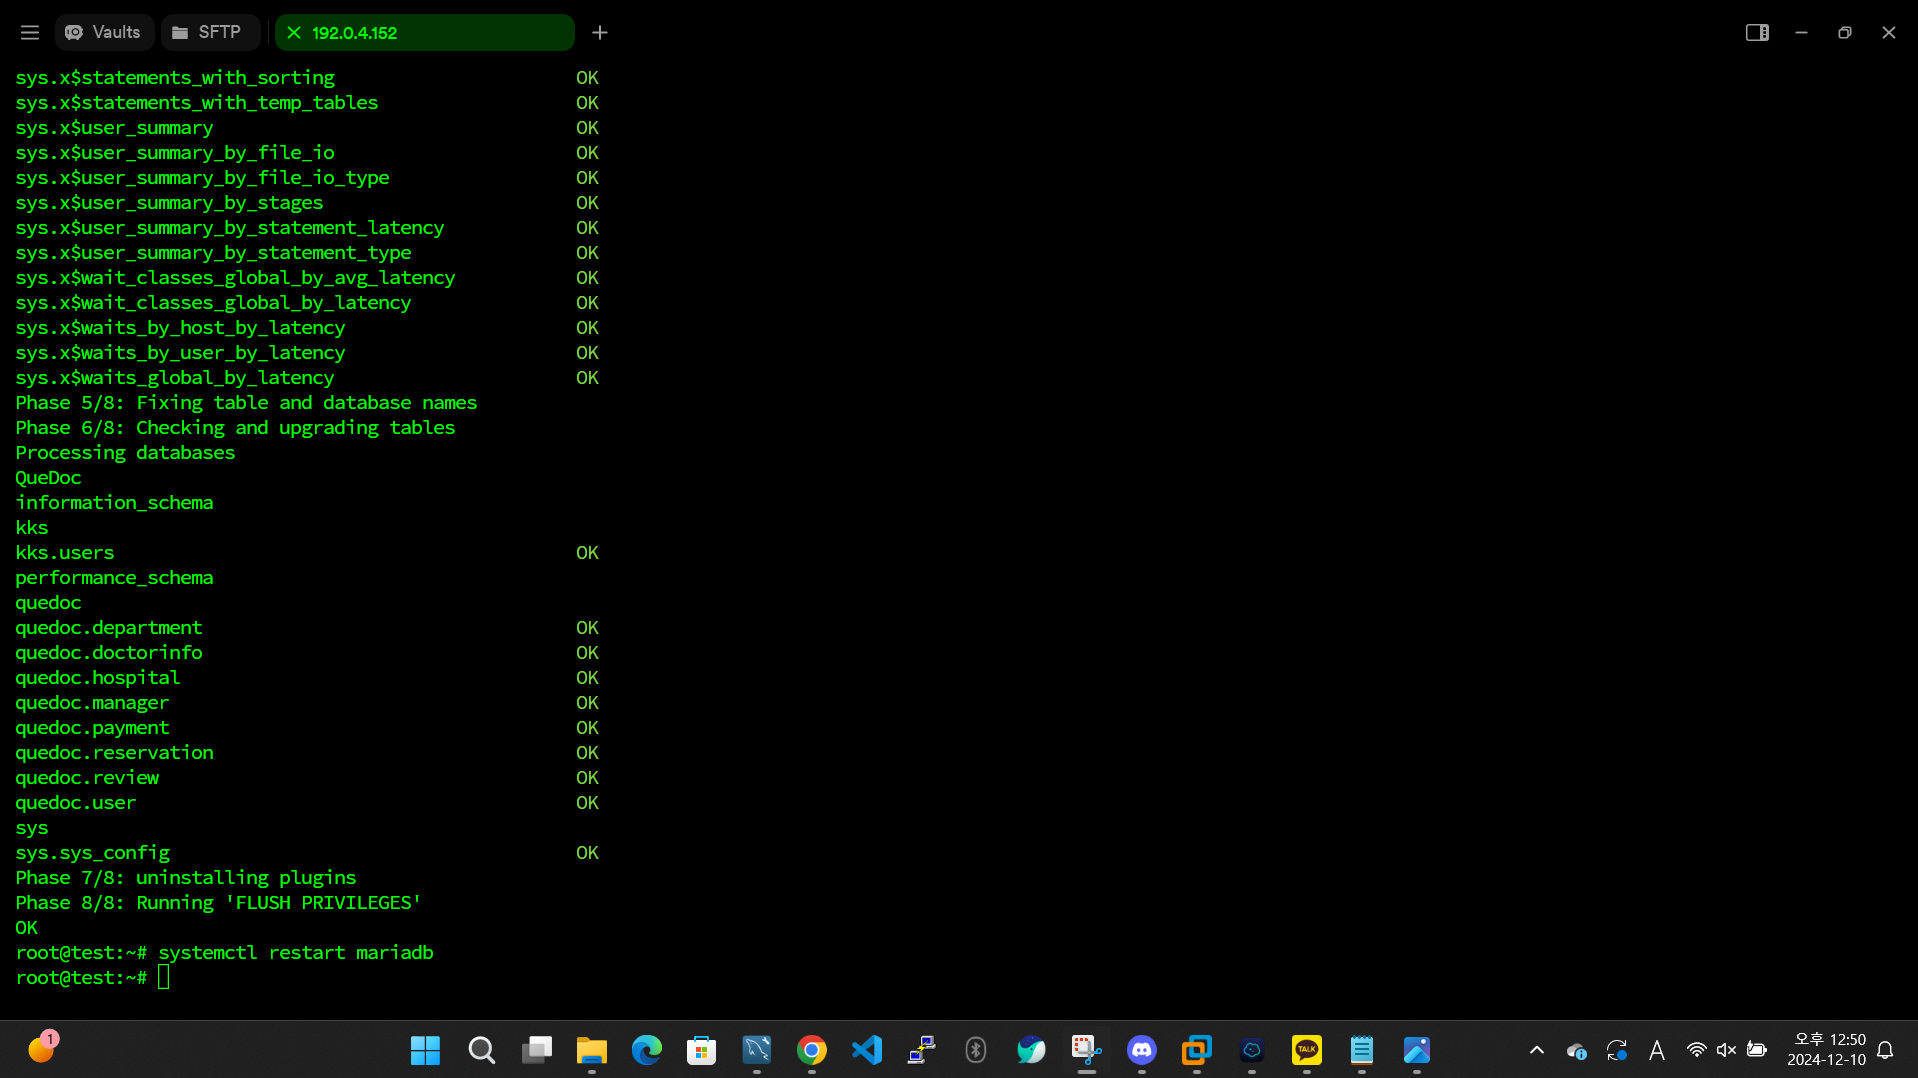 Vaults
SFTP
192.0.4.152
sys.x$statements_with_sorting OK
sys.x$statements_with_temp_tables OK
sys.x$user_summary OK
sys.x$user_summary_by_file_io OK
sys.x$user_summary_by_file_io_type OK
sys.x$user_summary_by_stages OK
sys.x$user_summary_by_statement_latency OK
sys.x$user_summary_by_statement_type OK
sys.x$wait_classes_global_by_avg_latency OK
sys.x$wait_classes_global_by_latency OK
sys.x$waits_by_host_by_latency OK
sys.x$waits_by_user_by_latency OK
sys.x$waits_global_by_latency OK
Phase 5/8: Fixing table and database names
Phase 6/8: Checking and upgrading tables
Processing databases
QueDoc
information_schema
kks
kks.users OK
performance_schema
quedoc
quedoc.department OK
quedoc.doctorinfo OK
quedoc.hospital OK
quedoc.manager OK
quedoc.payment OK
quedoc.reservation OK
quedoc.review OK
quedoc.user OK
sys
sys.sys_config OK
Phase 7/8: uninstalling plugins
Phase 8/8: Running 'FLUSH PRIVILEGES'
OK
root@test:~# systemctl restart mariadb
root@test:~#
1
TALK
A
오후 12:50
2024-12-10